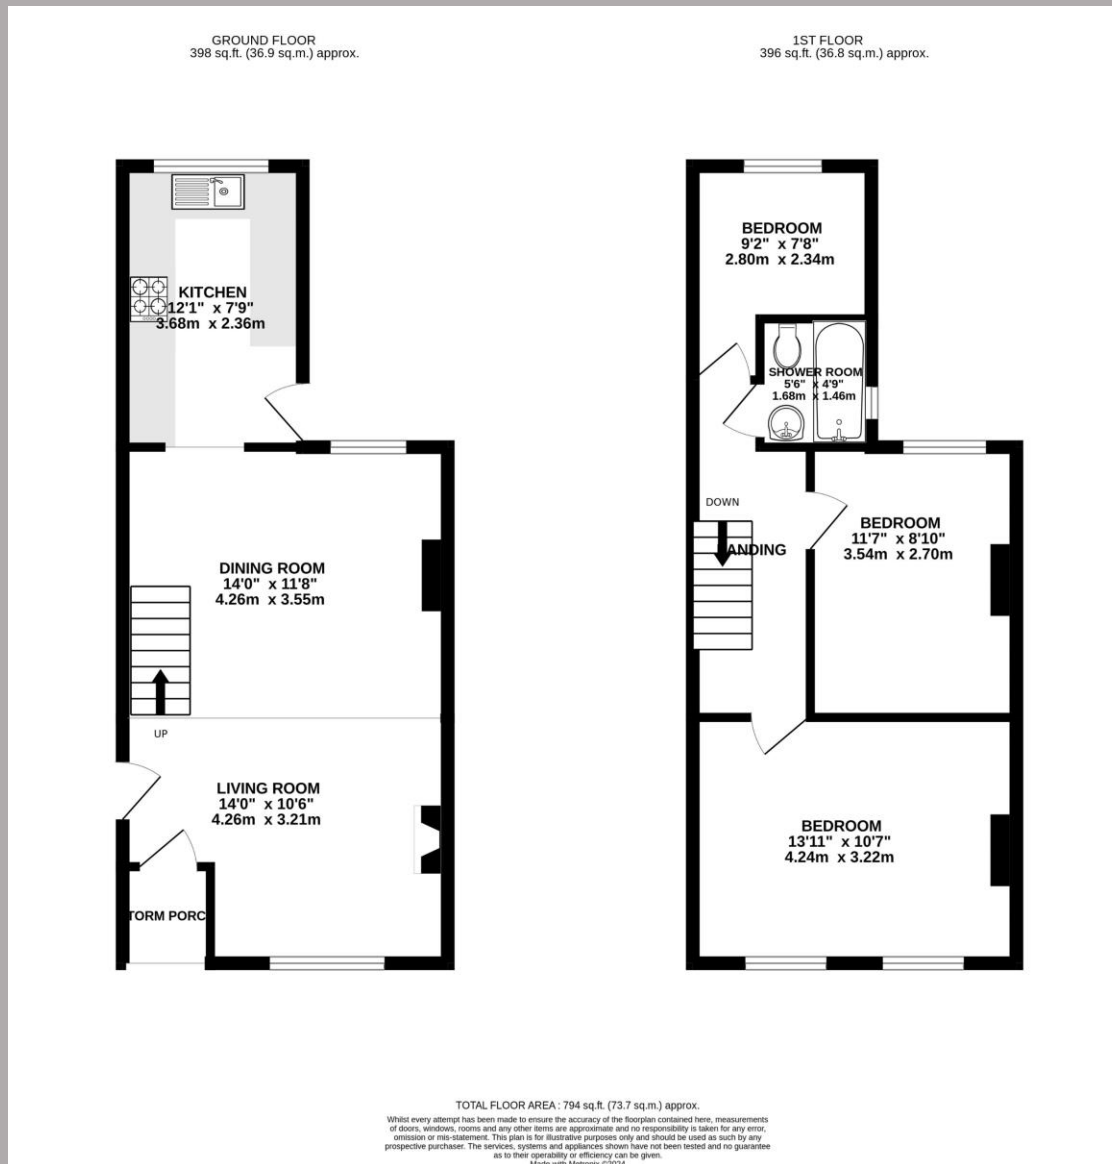 GROUND FLOOR
398 sq.ft. (36.9 sq.m.) approx.
1ST FLOOR
396 sq.ft. (36.8 sq.m.) approx.
KITCHEN
12'1" x 7'9"
3.68m x 2.36m
DINING ROOM
14'0" x 11'8"
4.26m x 3.55m
UP
LIVING ROOM
14'0" x 10'6"
4.26m x 3.21m
TORM PORC
BEDROOM
9'2" x 7'8"
2.80m x 2.34m
SHOWER ROOM
5'6" x 4'9"
1.68m x 1.46m
DOWN
LANDING
BEDROOM
11'7" x 8'10"
3.54m x 2.70m
BEDROOM
13'11" x 10'7"
4.24m x 3.22m
TOTAL FLOOR AREA : 794 sq.ft. (73.7 sq.m.) approx.
Whilst every attempt has been made to ensure the accuracy of the floorplan contained here, measurements
of doors, windows, rooms and any other items are approximate and no responsibility is taken for any error,
omission or mis-statement. This plan is for illustrative purposes only and should be used as such by any
prospective purchaser. The services, systems and appliances shown have not been tested and no guarantee
as to their operability or efficiency can be given.
Made with Metropix ©2024